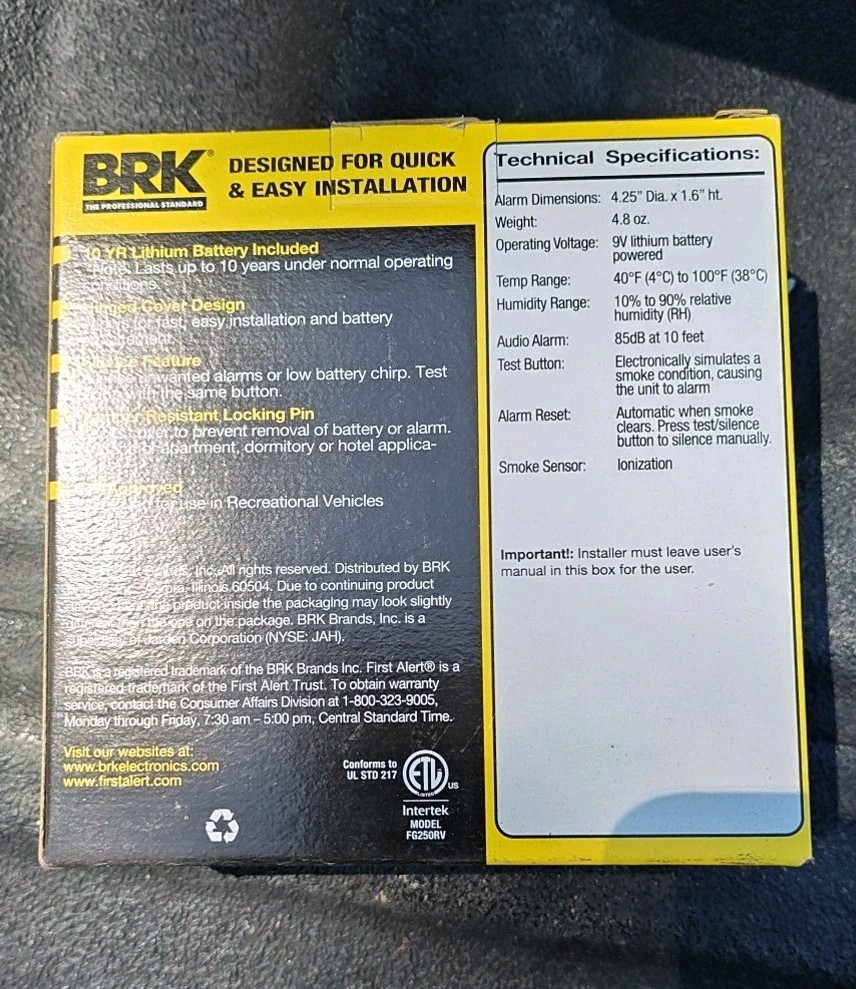 BRK®
THE PROFESSIONAL STANDARD
DESIGNED FOR QUICK
& EASY INSTALLATION
10 YR Lithium Battery Included
Note: Lasts up to 10 years under normal operating
conditions.
Hinged Cover Design
for fast, easy installation and battery
Feature
unwanted alarms or low battery chirp. Test
with the same button.
Resistant Locking Pin
to prevent removal of battery or alarm.
apartment, dormitory or hotel applica-
Approved
for use in Recreational Vehicles
Inc. All rights reserved. Distributed by BRK
Illinois 60504. Due to continuing product
the product inside the packaging may look slightly
on the package. BRK Brands, Inc. is a
subsidiary of Jarden Corporation (NYSE: JAH).
BRK is a registered trademark of the BRK Brands Inc. First Alert® is a
registered trademark of the First Alert Trust. To obtain warranty
service, contact the Consumer Affairs Division at 1-800-323-9005,
Monday through Friday, 7:30 am – 5:00 pm, Central Standard Time.
Visit our websites at:
www.brkelectronics.com
www.firstalert.com
Conforms to
UL STD 217
ETL
LISTED
US
Intertek
MODEL
FG250RV
Technical Specifications:
Alarm Dimensions: 4.25" Dia. x 1.6" ht.
Weight: 4.8 oz.
Operating Voltage: 9V lithium battery
powered
Temp Range: 40°F (4°C) to 100°F (38°C)
Humidity Range: 10% to 90% relative
humidity (RH)
Audio Alarm: 85dB at 10 feet
Test Button: Electronically simulates a
smoke condition, causing
the unit to alarm
Alarm Reset: Automatic when smoke
clears. Press test/silence
button to silence manually.
Smoke Sensor: Ionization
Important!: Installer must leave user's
manual in this box for the user.